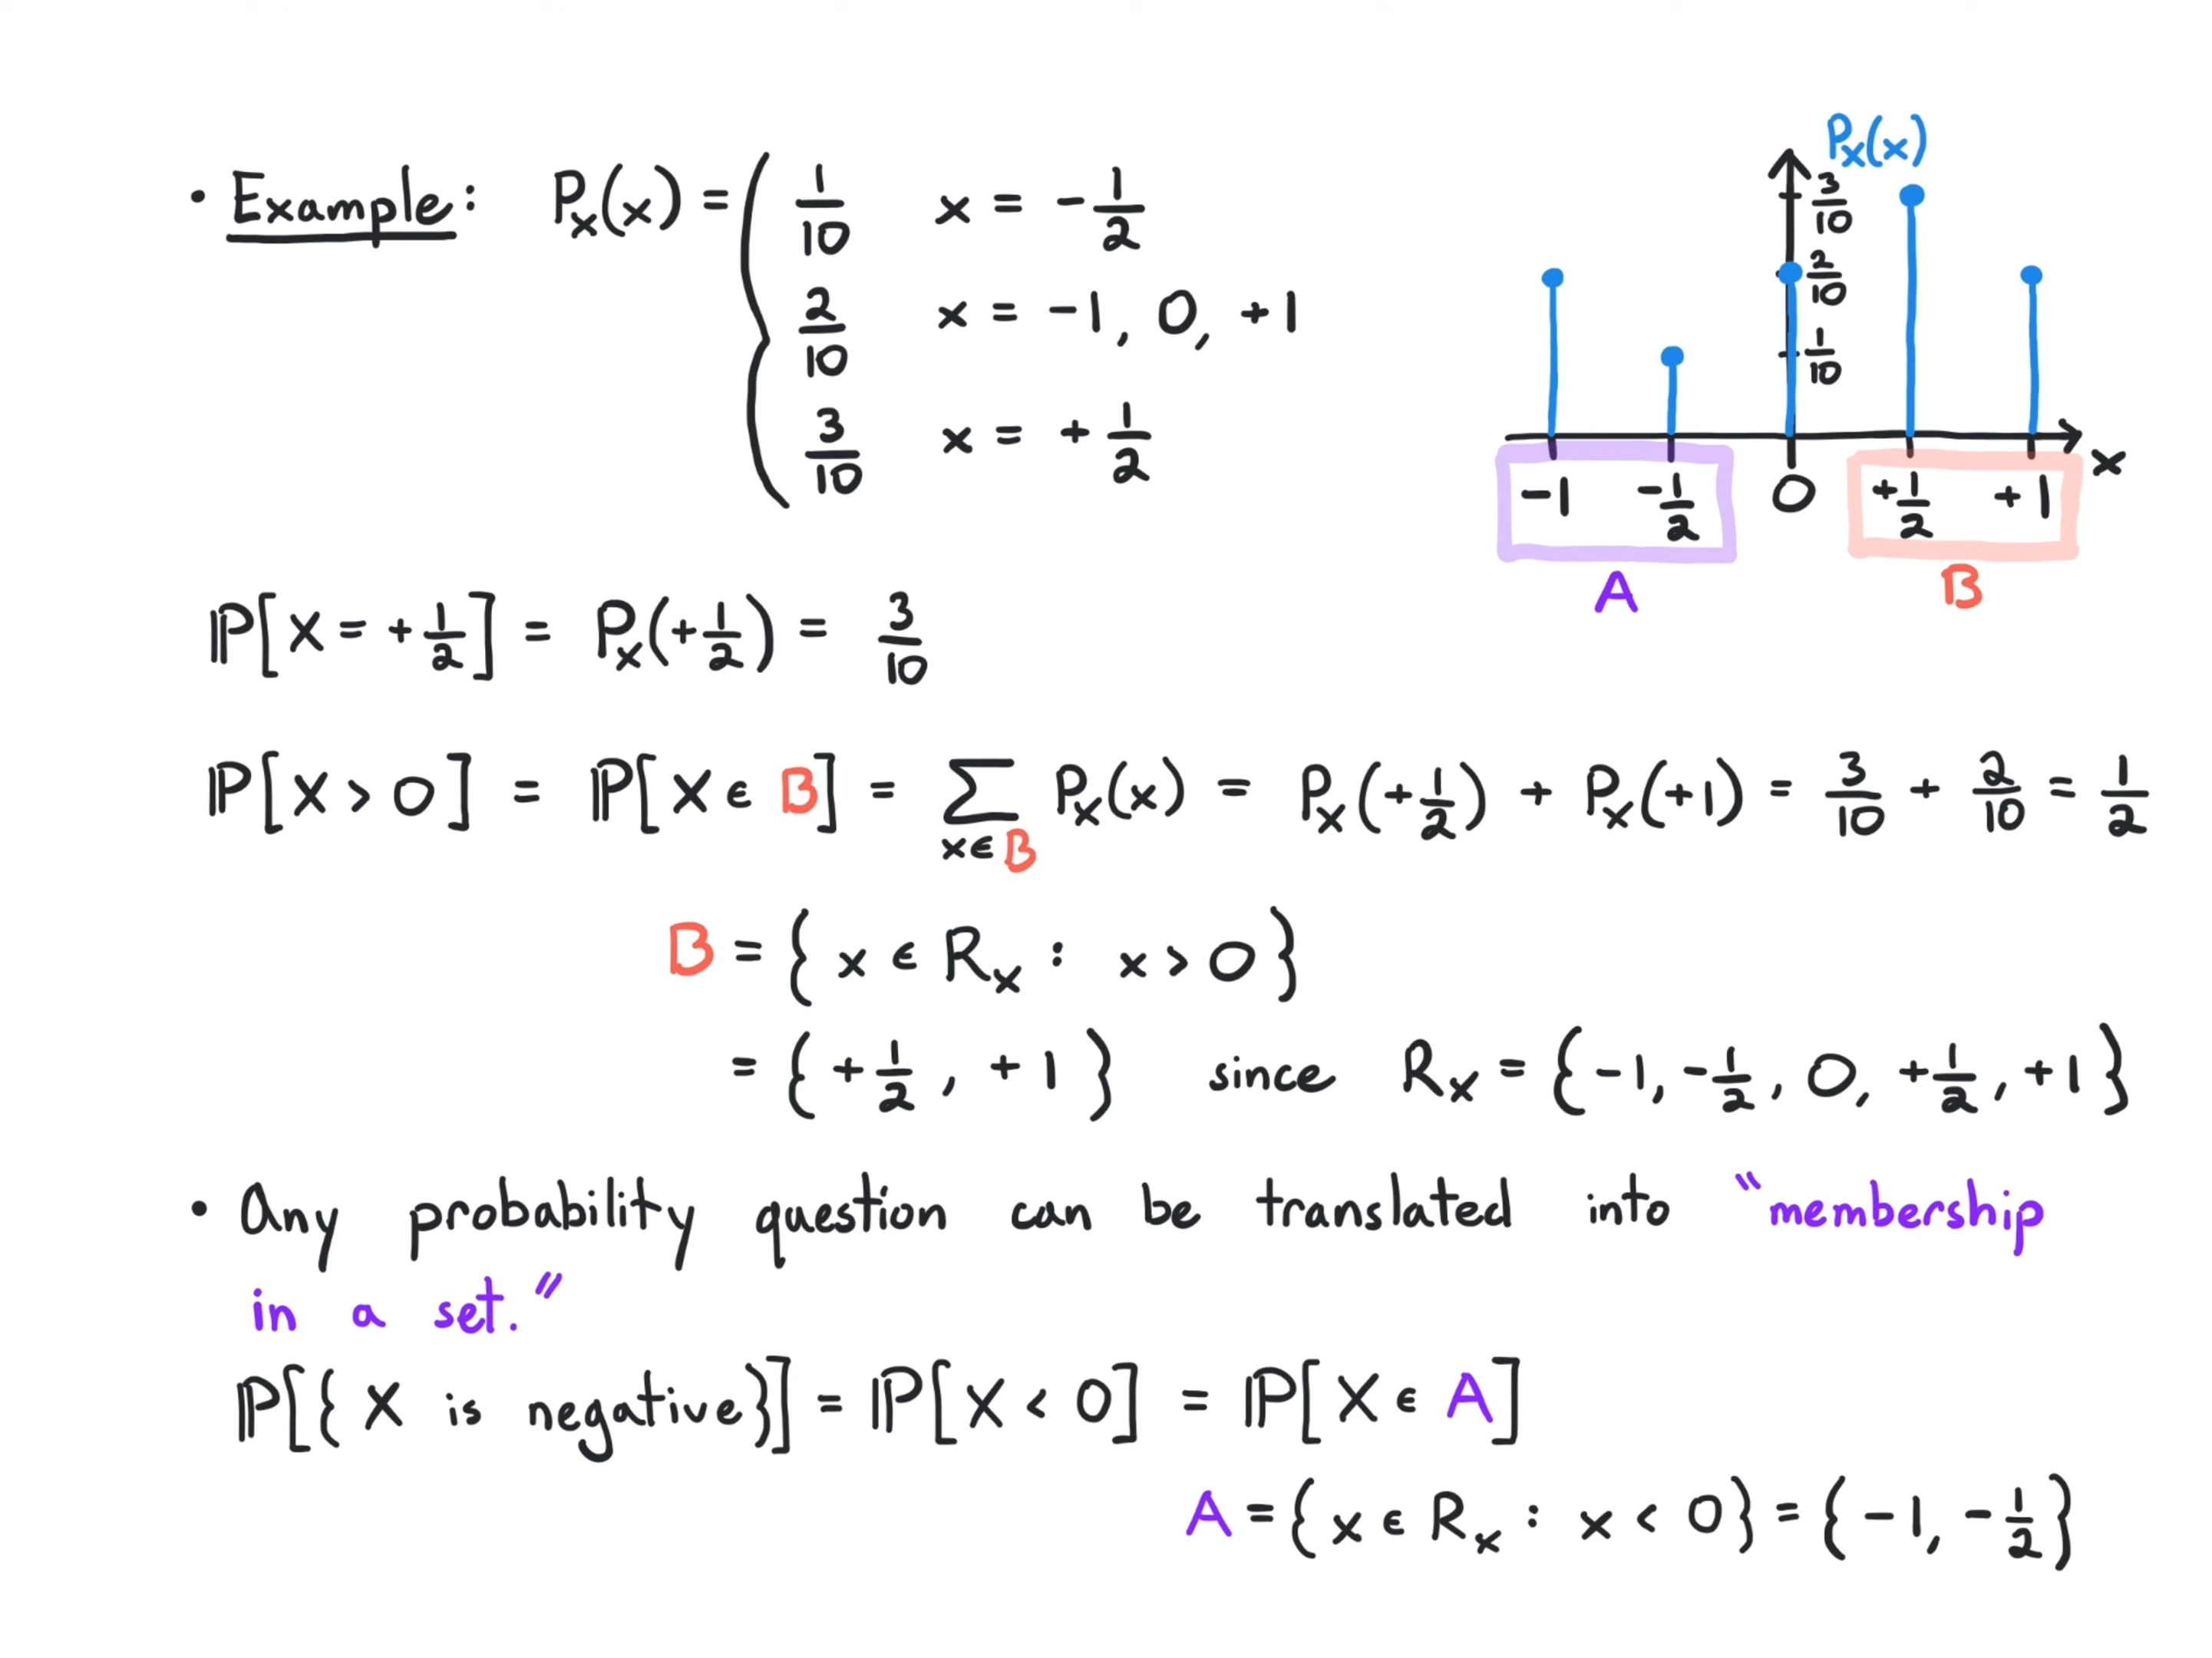 • Example: P_X(x) = { 1/10 x = -1/2
2/10 x = -1, 0, +1
3/10 x = +1/2
P_X(x)
3/10
2/10
1/10
-1 -1/2 0 +1/2 +1 x
A B
ℙ[X = +1/2] = P_X(+1/2) = 3/10
ℙ[X > 0] = ℙ[X ∈ B] = Σ_{x∈B} P_X(x) = P_X(+1/2) + P_X(+1) = 3/10 + 2/10 = 1/2
B = { x ∈ R_X : x > 0 }
= { +1/2, +1 } since R_X = { -1, -1/2, 0, +1/2, +1 }
• Any probability question can be translated into "membership
in a set."
ℙ[{X is negative}] = ℙ[X < 0] = ℙ[X ∈ A]
A = { x ∈ R_X : x < 0 } = { -1, -1/2 }